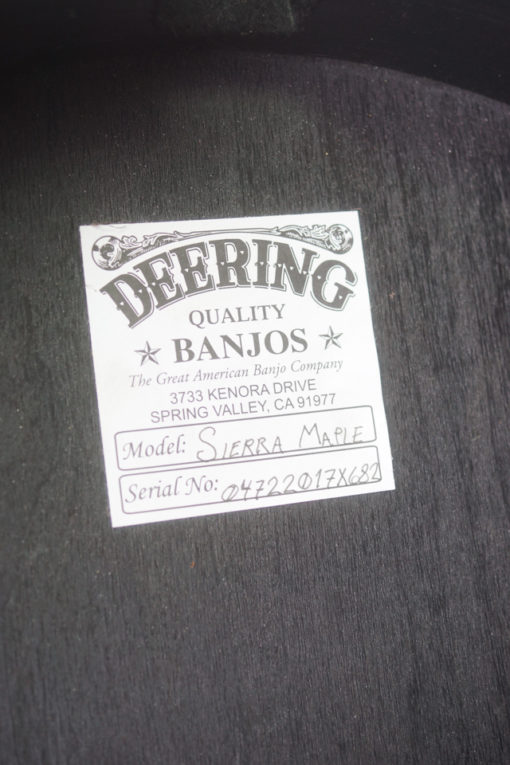 DEERING
QUALITY
BANJOS
The Great American Banjo Company
3733 KENORA DRIVE
SPRING VALLEY, CA 91977
Model: SIERRA MAPLE
Serial No: 04722017X682